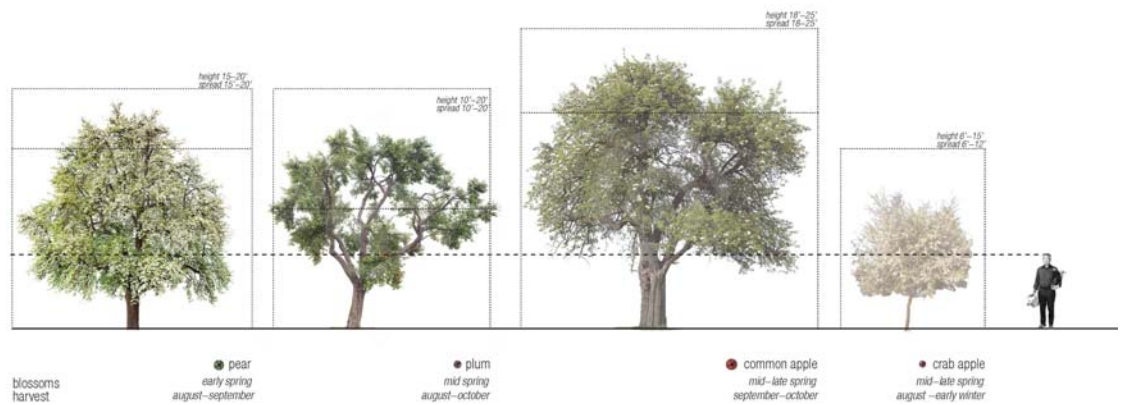 height 15–20'
spread 15'–20'
height 10'–20'
spread 10'–20'
height 18'–25'
spread 18–25'
height 6'–15'
spread 6'–12'
pear
plum
common apple
crab apple
blossoms
early spring
mid spring
mid–late spring
mid–late spring
harvest
august–september
august–october
september–october
august –early winter